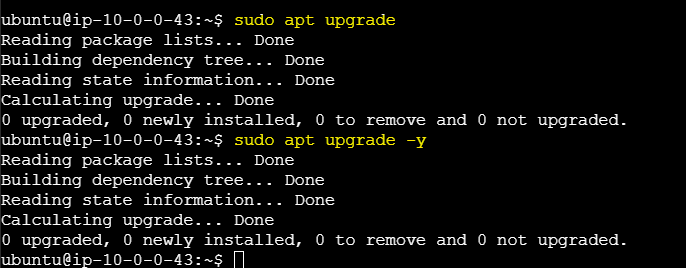 ubuntu@ip-10-0-0-43:~$ sudo apt upgrade
Reading package lists... Done
Building dependency tree... Done
Reading state information... Done
Calculating upgrade... Done
0 upgraded, 0 newly installed, 0 to remove and 0 not upgraded.
ubuntu@ip-10-0-0-43:~$ sudo apt upgrade -y
Reading package lists... Done
Building dependency tree... Done
Reading state information... Done
Calculating upgrade... Done
0 upgraded, 0 newly installed, 0 to remove and 0 not upgraded.
ubuntu@ip-10-0-0-43:~$